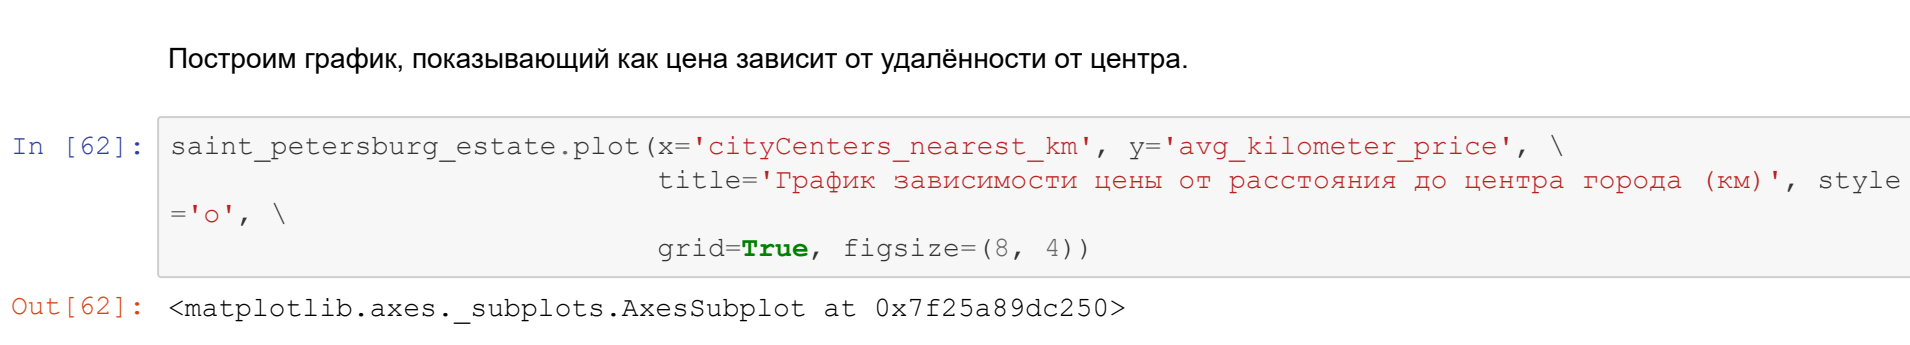 Построим график, показывающий как цена зависит от удалённости от центра.
In [62]: saint_petersburg_estate.plot(x='cityCenters_nearest_km', y='avg_kilometer_price', \
title='График зависимости цены от расстояния до центра города (км)', style
='o', \
grid=True, figsize=(8, 4))
Out[62]: <matplotlib.axes._subplots.AxesSubplot at 0x7f25a89dc250>